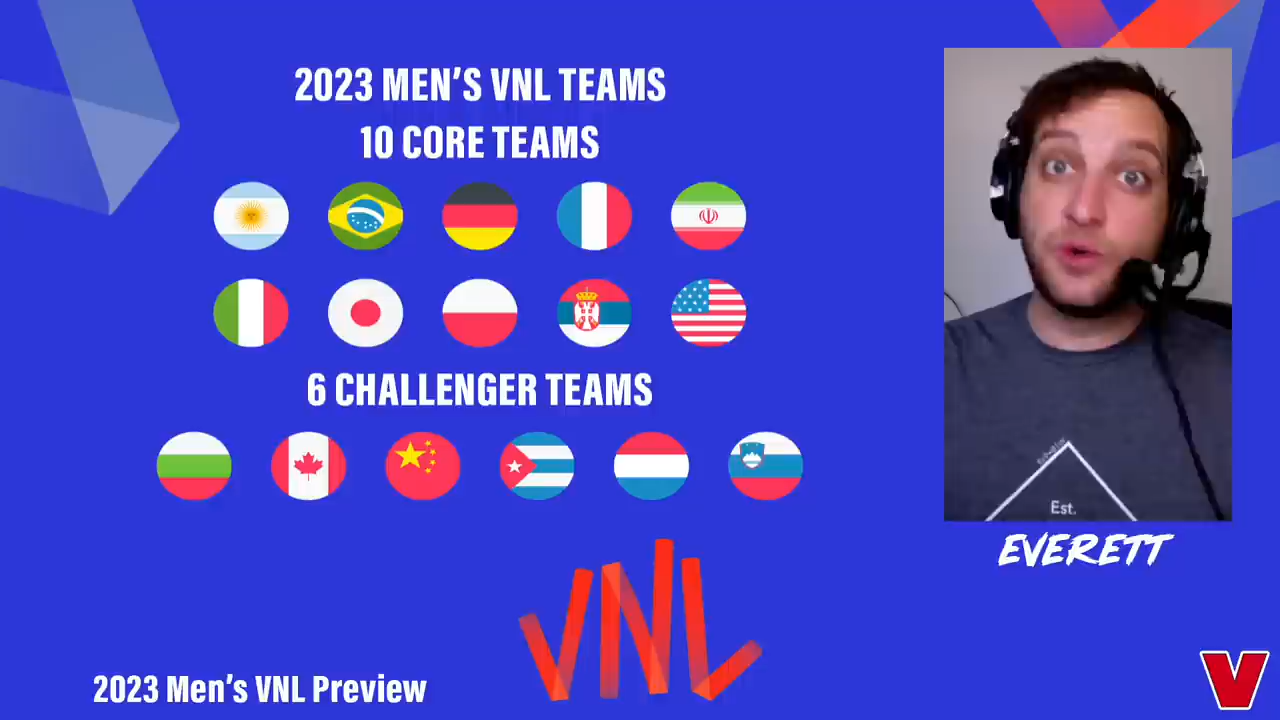 2023 MEN'S VNL TEAMS
10 CORE TEAMS
6 CHALLENGER TEAMS
Est.
EVERETT
VNL
2023 Men's VNL Preview
V